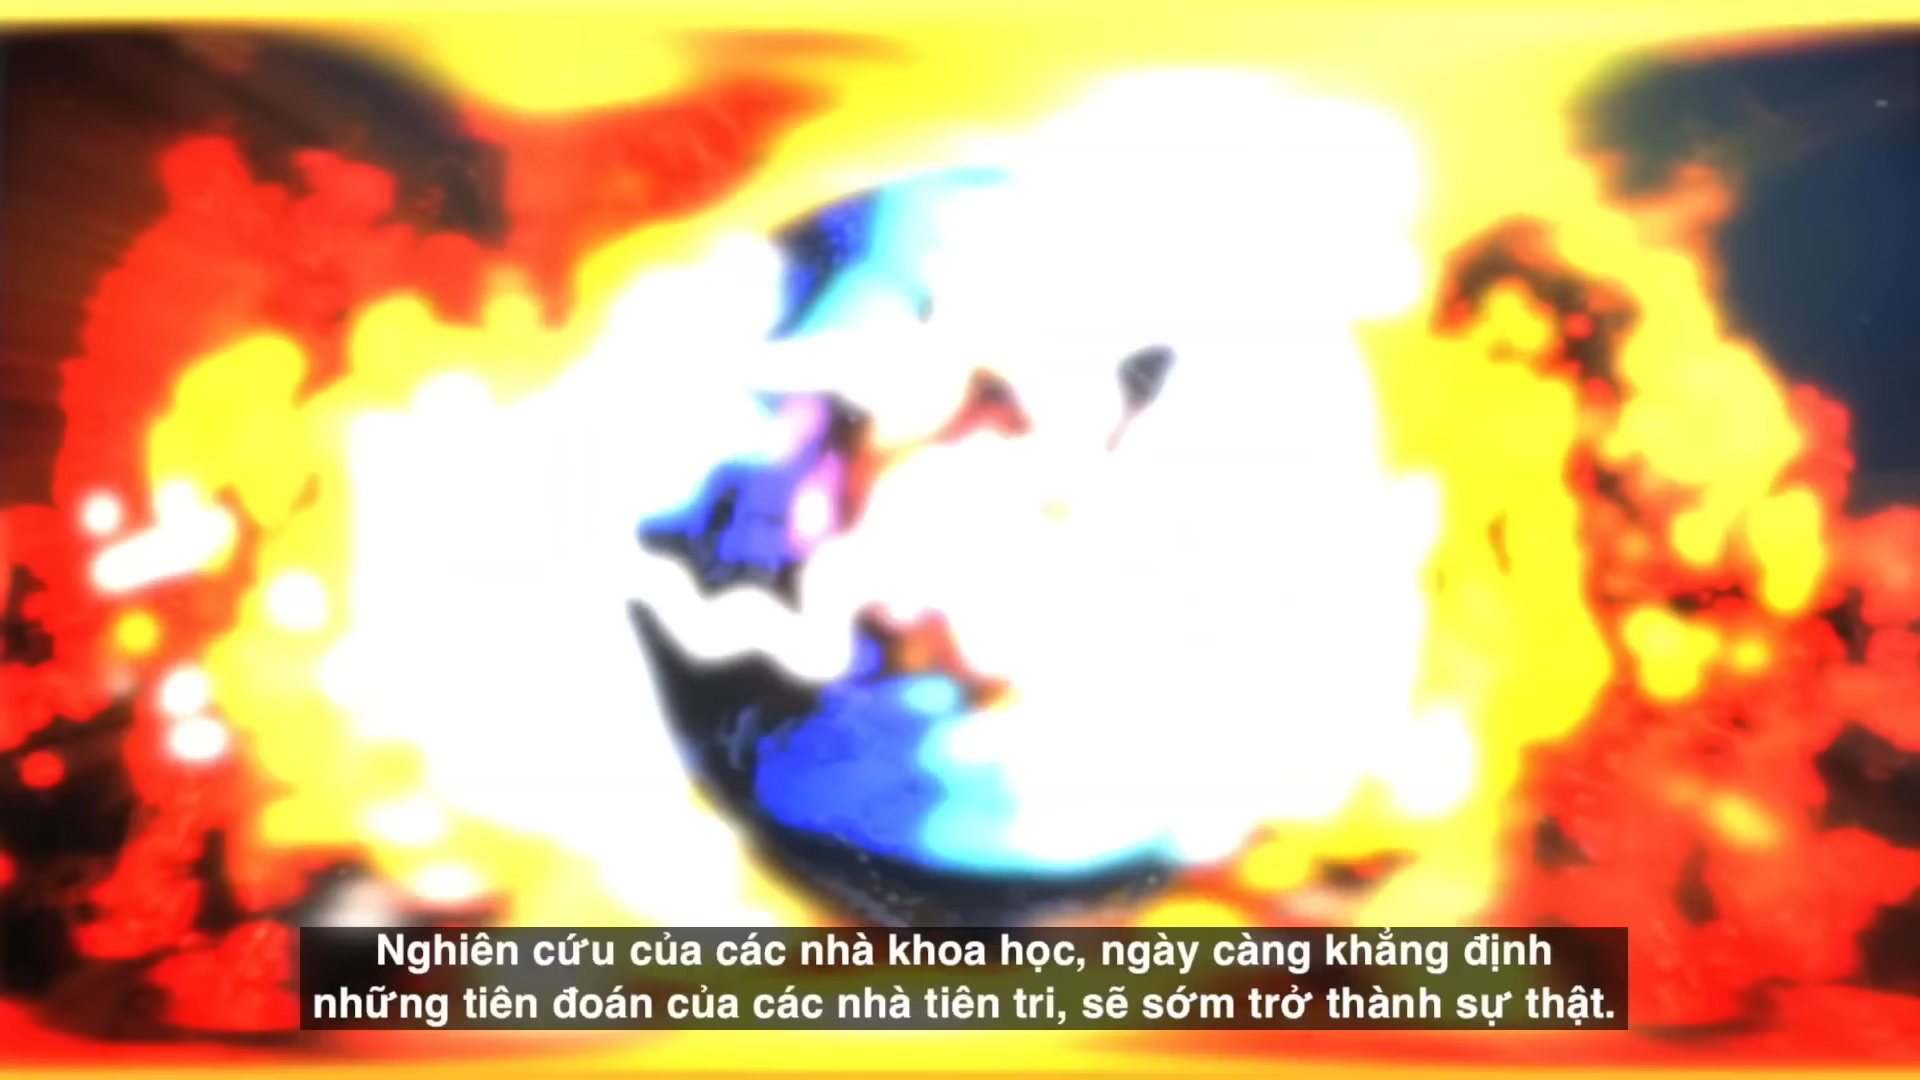 Nghiên cứu của các nhà khoa học, ngày càng khẳng định
những tiên đoán của các nhà tiên tri, sẽ sớm trở thành sự thật.